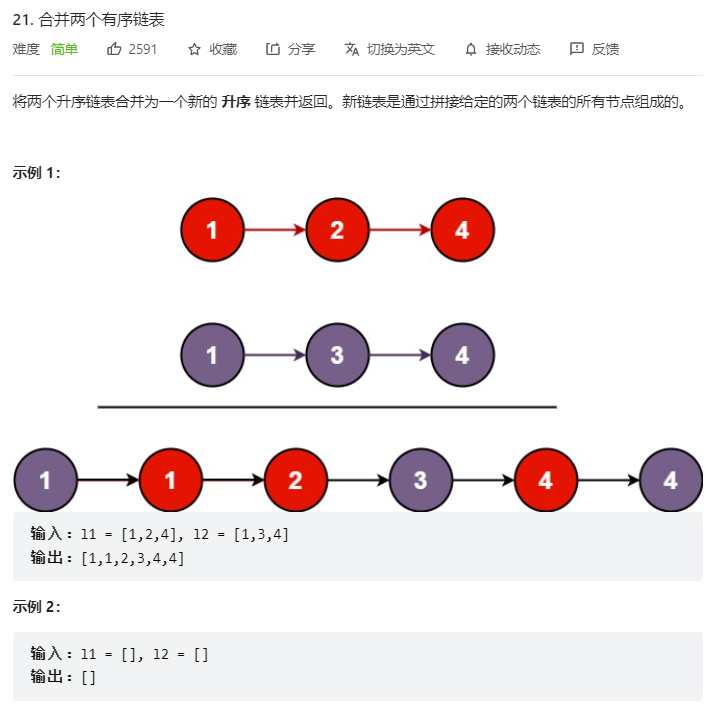 21. 合并两个有序链表
难度 简单 2591 收藏 分享 切换为英文 接收动态 反馈
将两个升序链表合并为一个新的 升序 链表并返回。新链表是通过拼接给定的两个链表的所有节点组成的。
示例 1：
1 2 4
1 3 4
1 1 2 3 4 4
输入：l1 = [1,2,4], l2 = [1,3,4]
输出：[1,1,2,3,4,4]
示例 2：
输入：l1 = [], l2 = []
输出：[]